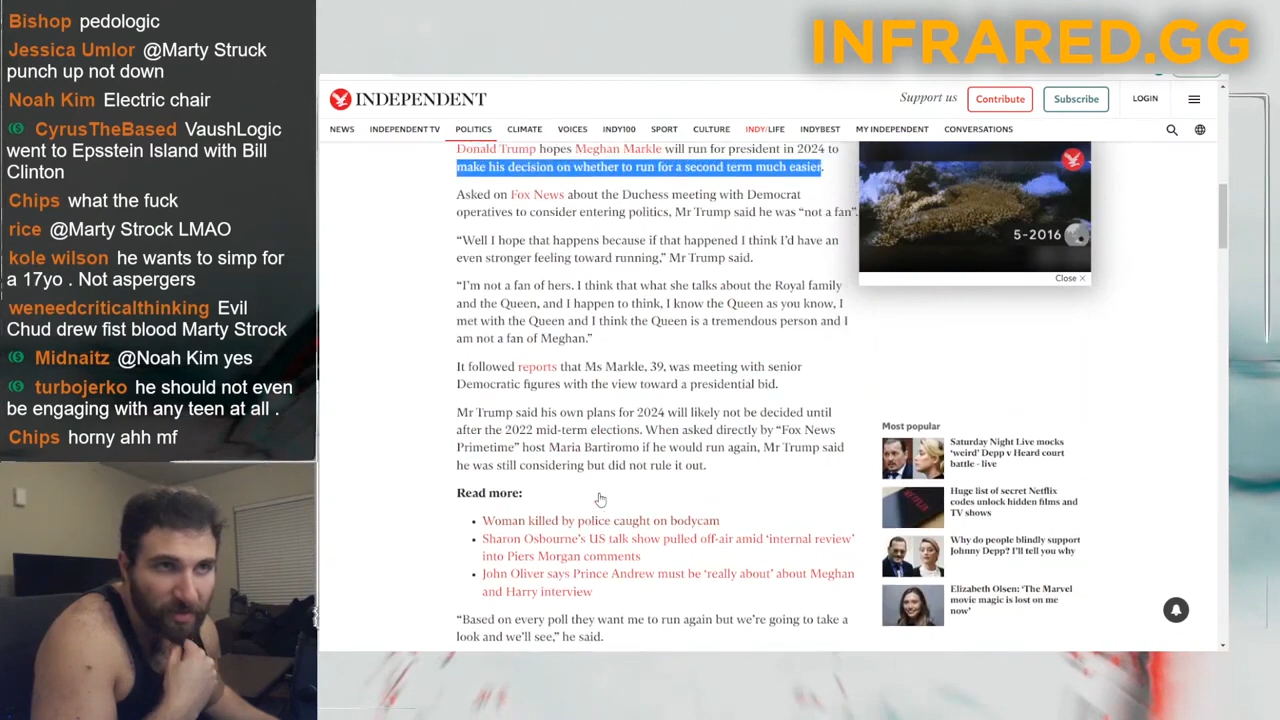 Bishop pedologic
Jessica Umlor @Marty Struck
punch up not down
Noah Kim Electric chair
CyrusTheBased VaushLogic
went to Epsstein Island with Bill
Clinton
Chips what the fuck
rice @Marty Strock LMAO
kole wilson he wants to simp for
a 17yo . Not aspergers
weneedcriticalthinking Evil
Chud drew fist blood Marty Strock
Midnaitz @Noah Kim yes
turbojerko he should not even
be engaging with any teen at all .
Chips horny ahh mf
INFRARED.GG
INDEPENDENT
Support us
Contribute
Subscribe
LOGIN
NEWS INDEPENDENT TV POLITICS CLIMATE VOICES INDY100 SPORT CULTURE INDY/LIFE INDYBEST MY INDEPENDENT CONVERSATIONS
Donald Trump hopes Meghan Markle will run for president in 2024 to
make his decision on whether to run for a second term much easier.
Asked on Fox News about the Duchess meeting with Democrat
operatives to consider entering politics, Mr Trump said he was “not a fan”.
“Well I hope that happens because if that happened I think I’d have an
even stronger feeling toward running,” Mr Trump said.
“I’m not a fan of hers. I think that what she talks about the Royal family
and the Queen, and I happen to think, I know the Queen as you know, I
met with the Queen and I think the Queen is a tremendous person and I
am not a fan of Meghan.”
It followed reports that Ms Markle, 39, was meeting with senior
Democratic figures with the view toward a presidential bid.
Mr Trump said his own plans for 2024 will likely not be decided until
after the 2022 mid-term elections. When asked directly by “Fox News
Primetime” host Maria Bartiromo if he would run again, Mr Trump said
he was still considering but did not rule it out.
Read more:
Woman killed by police caught on bodycam
Sharon Osbourne’s US talk show pulled off-air amid ‘internal review’
into Piers Morgan comments
John Oliver says Prince Andrew must be ‘really about’ about Meghan
and Harry interview
“Based on every poll they want me to run again but we’re going to take a
look and we’ll see,” he said.
5-2016
Close ×
Most popular
Saturday Night Live mocks
‘weird’ Depp v Heard court
battle - live
Huge list of secret Netflix
codes unlock hidden films and
TV shows
Why do people blindly support
Johnny Depp? I’ll tell you why
Elizabeth Olsen: ‘The Marvel
movie magic is lost on me
now’